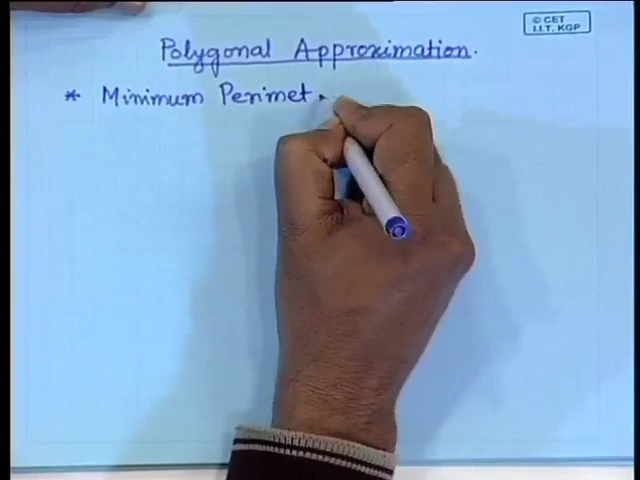 © CET
I.I.T. KGP
Polygonal Approximation.
* Minimum Perimet